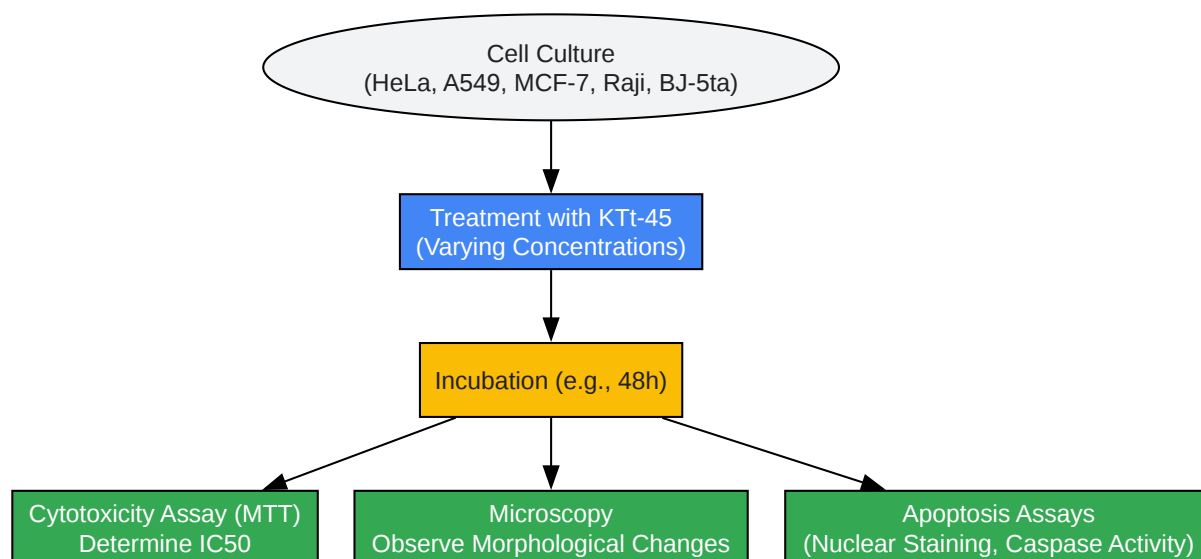 Cell Culture
(HeLa, A549, MCF-7, Raji, BJ-5ta)
Treatment with KTt-45
(Varying Concentrations)
Incubation (e.g., 48h)
Cytotoxicity Assay (MTT)
Determine IC50
Microscopy
Observe Morphological Changes
Apoptosis Assays
(Nuclear Staining, Caspase Activity)